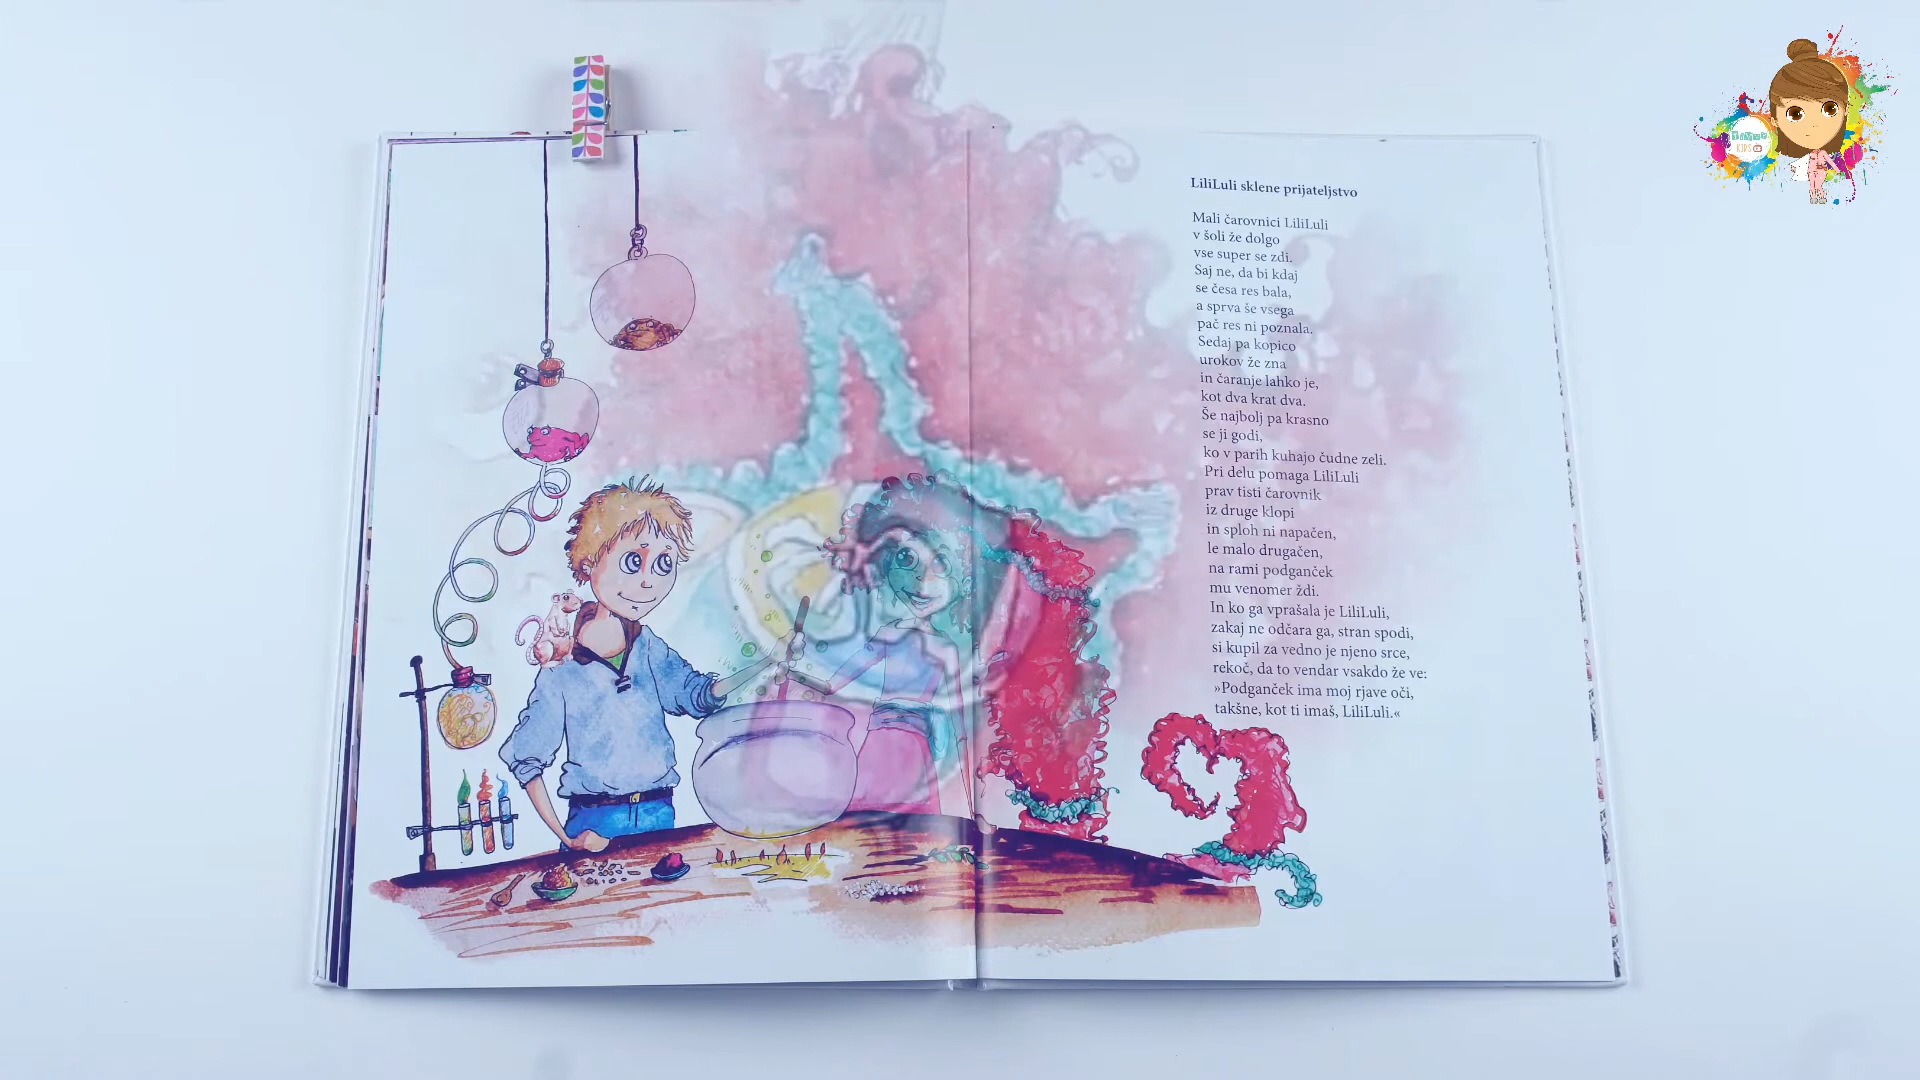 LiliLuli sklene prijateljstvo
Mali čarovnici LiliLuli
v šoli že dolgo
vse super se zdi.
Saj ne, da bi kdaj
se česa res bala,
a sprva še vsega
pač res ni poznala.
Sedaj pa kopico
urokov že zna
in čaranje lahko je,
kot dva krat dva.
Še najbolj pa krasno
se ji godi,
ko v parih kuhajo čudne zeli.
Pri delu pomaga LiliLuli
prav tisti čarovnik
iz druge klopi
in sploh ni napačen,
le malo drugačen,
na rami podganček
mu venomer ždi.
In ko ga vprašala je LiliLuli,
zakaj ne odčara ga, stran spodi,
si kupil za vedno je njeno srce,
rekoč, da to vendar vsakdo že ve:
»Podganček ima moj rjave oči,
takšne, kot ti imaš, LiliLuli.«
KIDS